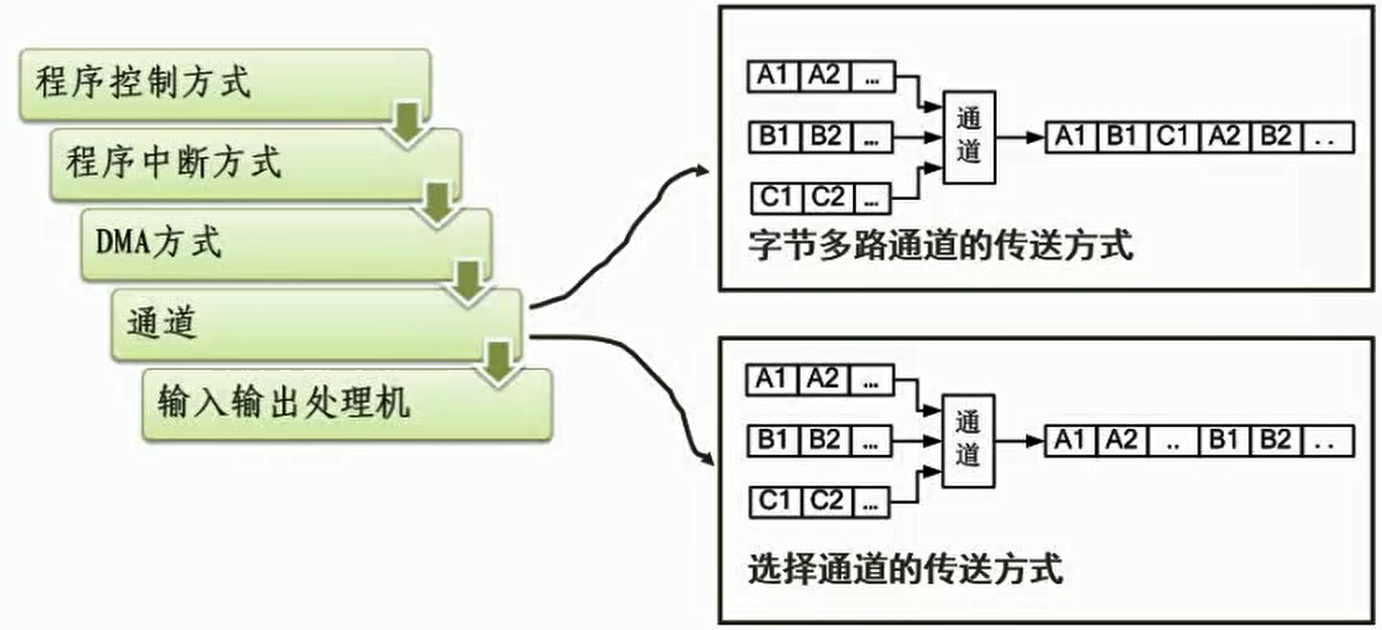 程序控制方式
程序中断方式
DMA方式
通道
输入输出处理机
A1 A2 ...
B1 B2 ...
C1 C2 ...
通道
A1 B1 C1 A2 B2 ..
字节多路通道的传送方式
A1 A2 ...
B1 B2 ...
C1 C2 ...
通道
A1 A2 .. B1 B2 ..
选择通道的传送方式